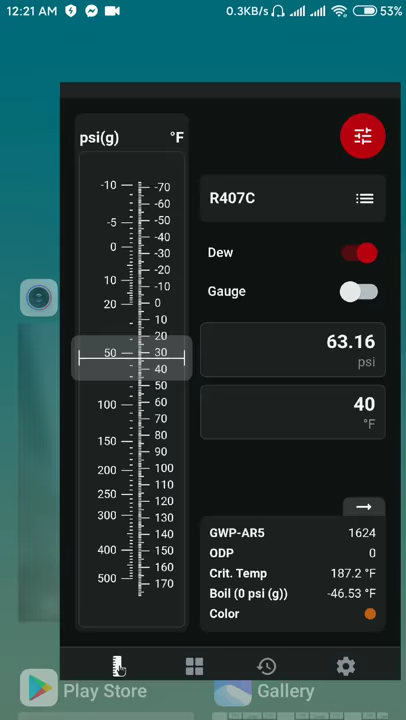 12:21 AM
0.3KB/s
53%
psi(g) °F
-10
-5
0
10
20
50
100
150
200
250
300
400
500
-70
-60
-50
-40
-30
-20
-10
0
10
20
30
40
50
60
70
80
90
100
110
120
130
140
150
160
170
R407C
Dew
Gauge
63.16
psi
40
°F
GWP-AR5 1624
ODP 0
Crit. Temp 187.2 °F
Boil (0 psi (g)) -46.53 °F
Color
Play Store
Gallery